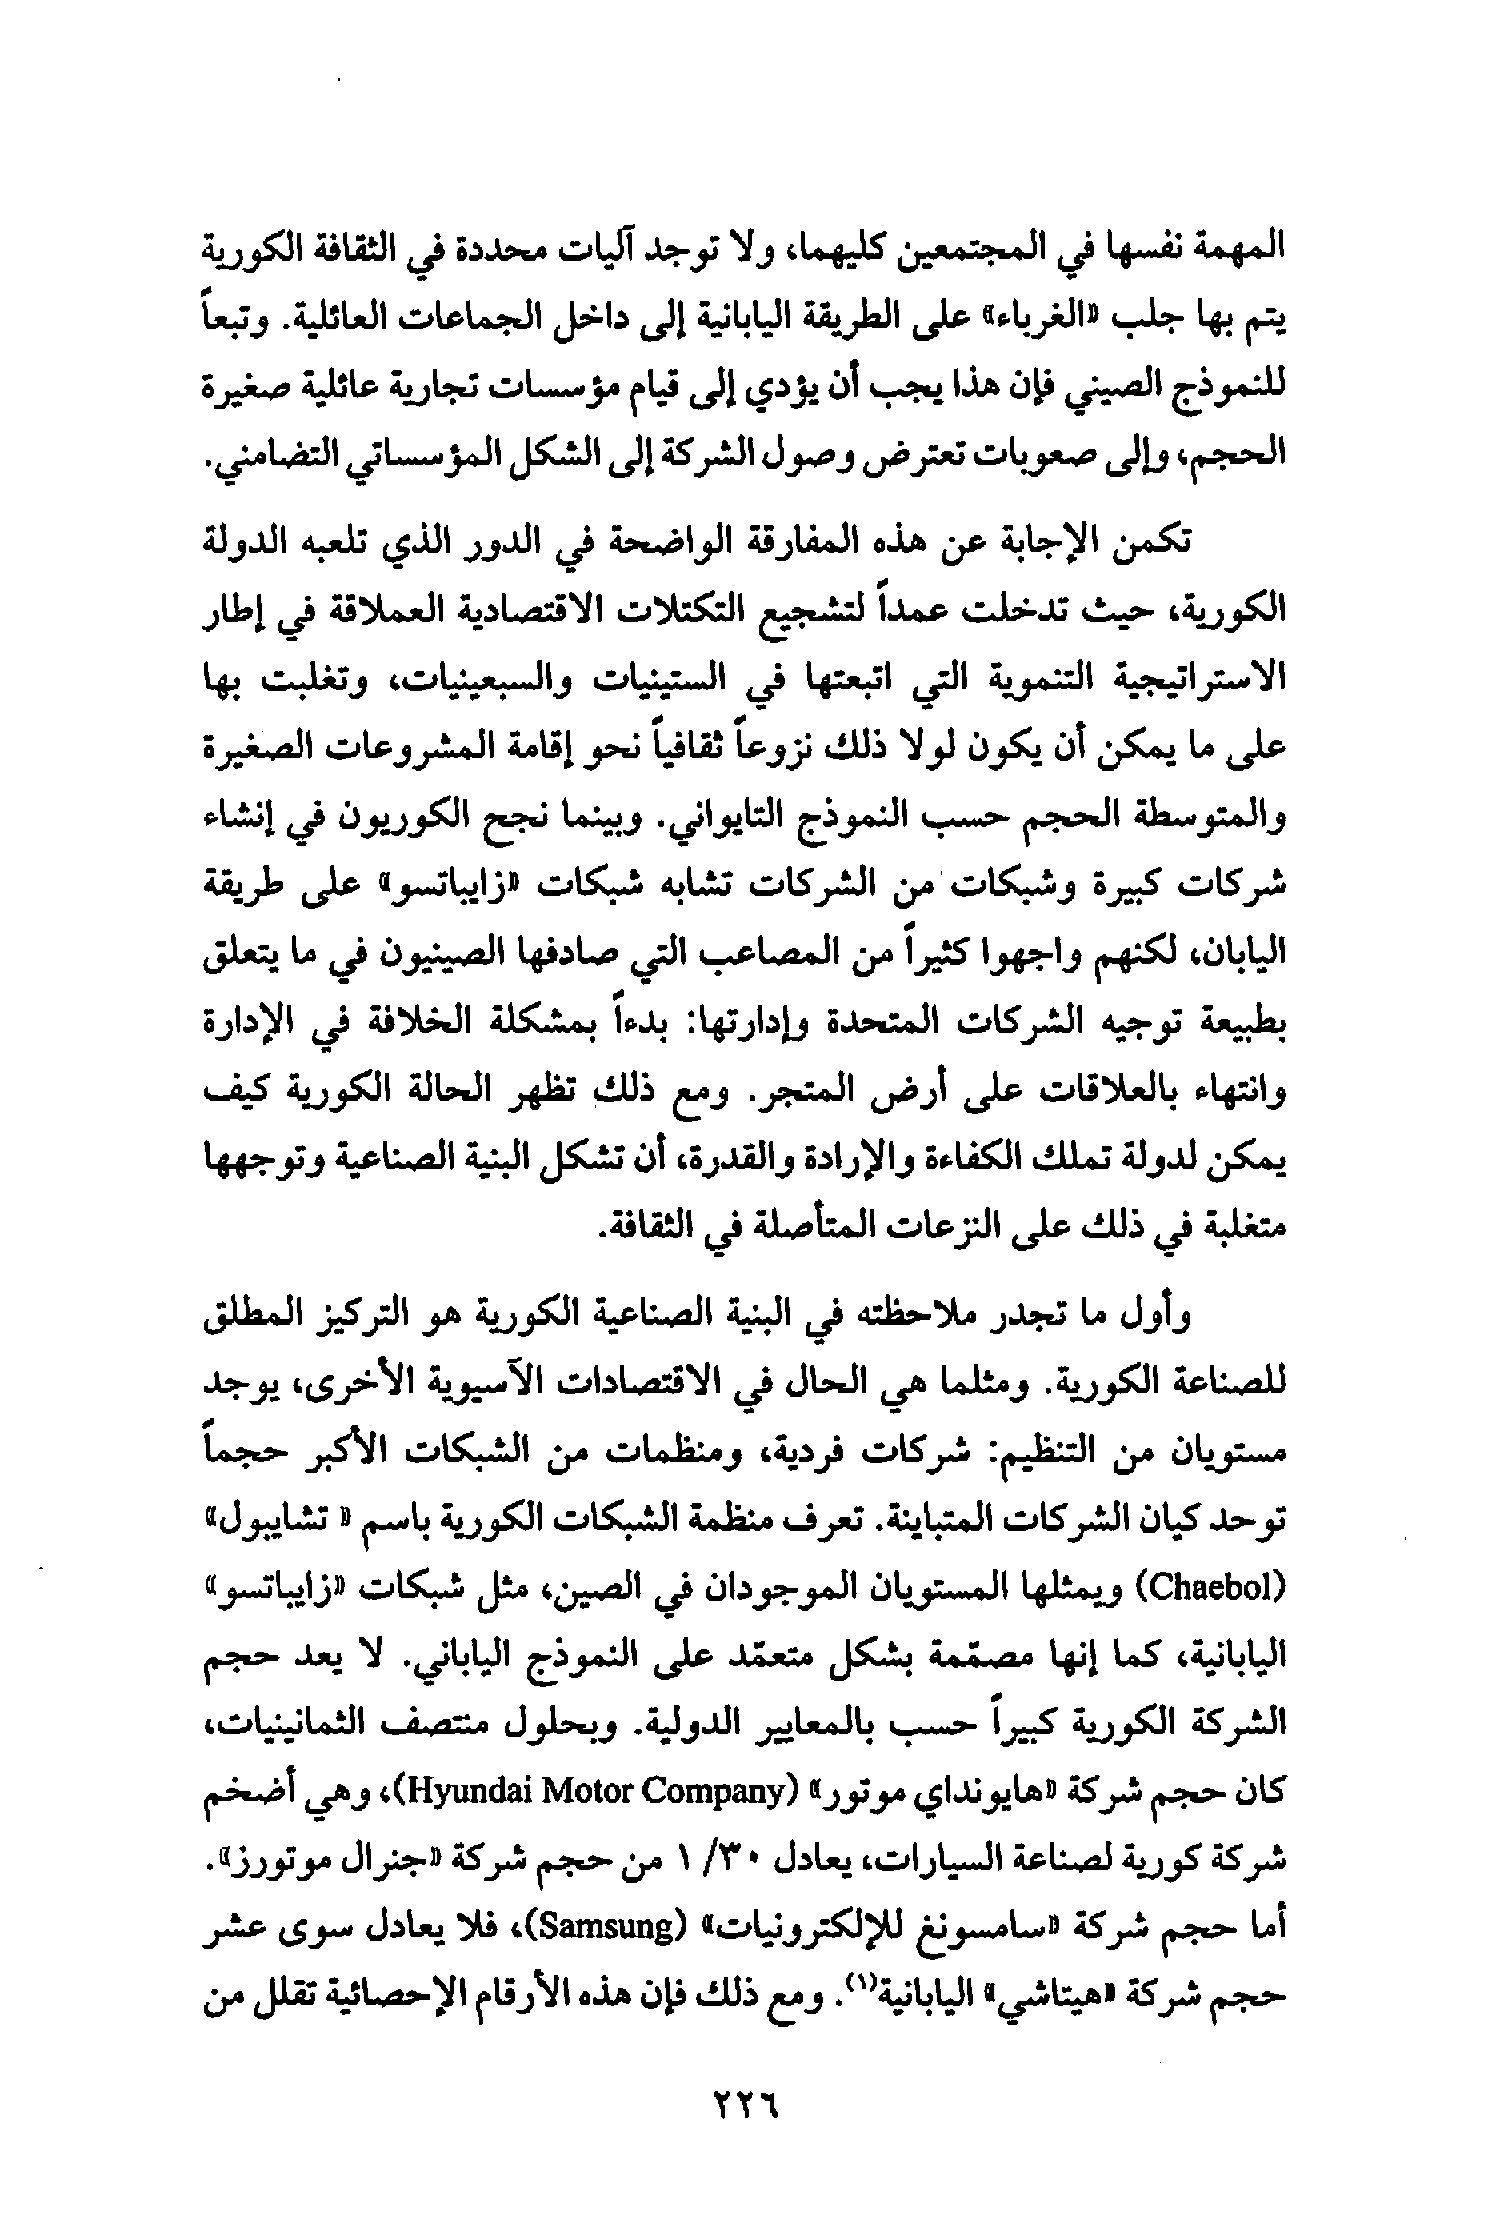 المهمة نفسها في المجتمعين كليهما، ولا توجد آليات محددة في الثقافة الكورية
يتم بها جلب «الغرباء» على الطريقة اليابانية إلى داخل الجماعات العائلية. وتبعاً
للنموذج الصيني فإن هذا يجب أن يؤدي إلى قيام مؤسسات تجارية عائلية صغيرة
الحجم، وإلى صعوبات تعترض وصول الشركة إلى الشكل المؤسساتي التضامني.
تكمن الإجابة عن هذه المفارقة الواضحة في الدور الذي تلعبه الدولة
الكورية، حيث تدخلت عمداً لتشجيع التكتلات الاقتصادية العملاقة في إطار
الاستراتيجية التنموية التي اتبعتها في الستينيات والسبعينيات، وتغلبت بها
على ما يمكن أن يكون لولا ذلك نزوعاً ثقافياً نحو إقامة المشروعات الصغيرة
والمتوسطة الحجم حسب النموذج التايواني. وبينما نجح الكوريون في إنشاء
شركات كبيرة وشبكات من الشركات تشابه شبكات «زايباتسو» على طريقة
اليابان، لكنهم واجهوا كثيراً من المصاعب التي صادفها الصينيون في ما يتعلق
بطبيعة توجيه الشركات المتحدة وإدارتها: بدءاً بمشكلة الخلافة في الإدارة
وانتهاء بالعلاقات على أرض المتجر. ومع ذلك تظهر الحالة الكورية كيف
يمكن لدولة تملك الكفاءة والإرادة والقدرة، أن تشكل البنية الصناعية وتوجهها
متغلبة في ذلك على النزعات المتأصلة في الثقافة.
وأول ما تجدر ملاحظته في البنية الصناعية الكورية هو التركيز المطلق
للصناعة الكورية. ومثلما هي الحال في الاقتصادات الآسيوية الأخرى، يوجد
مستويان من التنظيم: شركات فردية، ومنظمات من الشبكات الأكبر حجماً
توحد كيان الشركات المتباينة. تعرف منظمة الشبكات الكورية باسم « تشايبول»
(Chaebol) ويمثلها المستويان الموجودان في الصين، مثل شبكات «زايباتسو»
اليابانية، كما إنها مصمّمة بشكل متعمّد على النموذج الياباني. لا يعد حجم
الشركة الكورية كبيراً حسب بالمعايير الدولية. وبحلول منتصف الثمانينيات،
كان حجم شركة «هايونداي موتور» (Hyundai Motor Company)، وهي أضخم
شركة كورية لصناعة السيارات، يعادل ٣٠/ ١ من حجم شركة «جنرال موتورز».
أما حجم شركة «سامسونغ للإلكترونيات» (Samsung)، فلا يعادل سوى عشر
حجم شركة «هيتاشي» اليابانية(١). ومع ذلك فإن هذه الأرقام الإحصائية تقلل من
٢٢٦